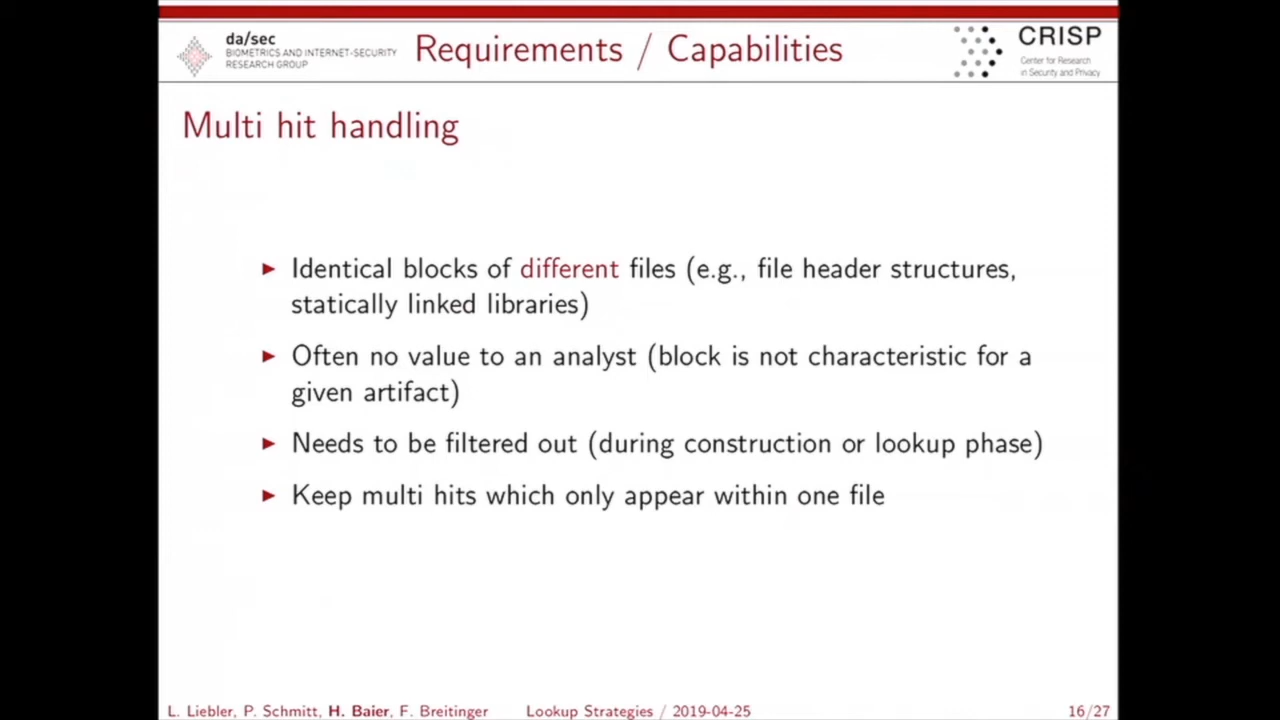 da/sec
BIOMETRICS AND INTERNET-SECURITY
RESEARCH GROUP
Requirements / Capabilities
CRISP
Center for Research
in Security and Privacy
Multi hit handling
► Identical blocks of different files (e.g., file header structures,
statically linked libraries)
► Often no value to an analyst (block is not characteristic for a
given artifact)
► Needs to be filtered out (during construction or lookup phase)
► Keep multi hits which only appear within one file
L. Liebler, P. Schmitt, H. Baier, F. Breitinger Lookup Strategies / 2019-04-25 16/27